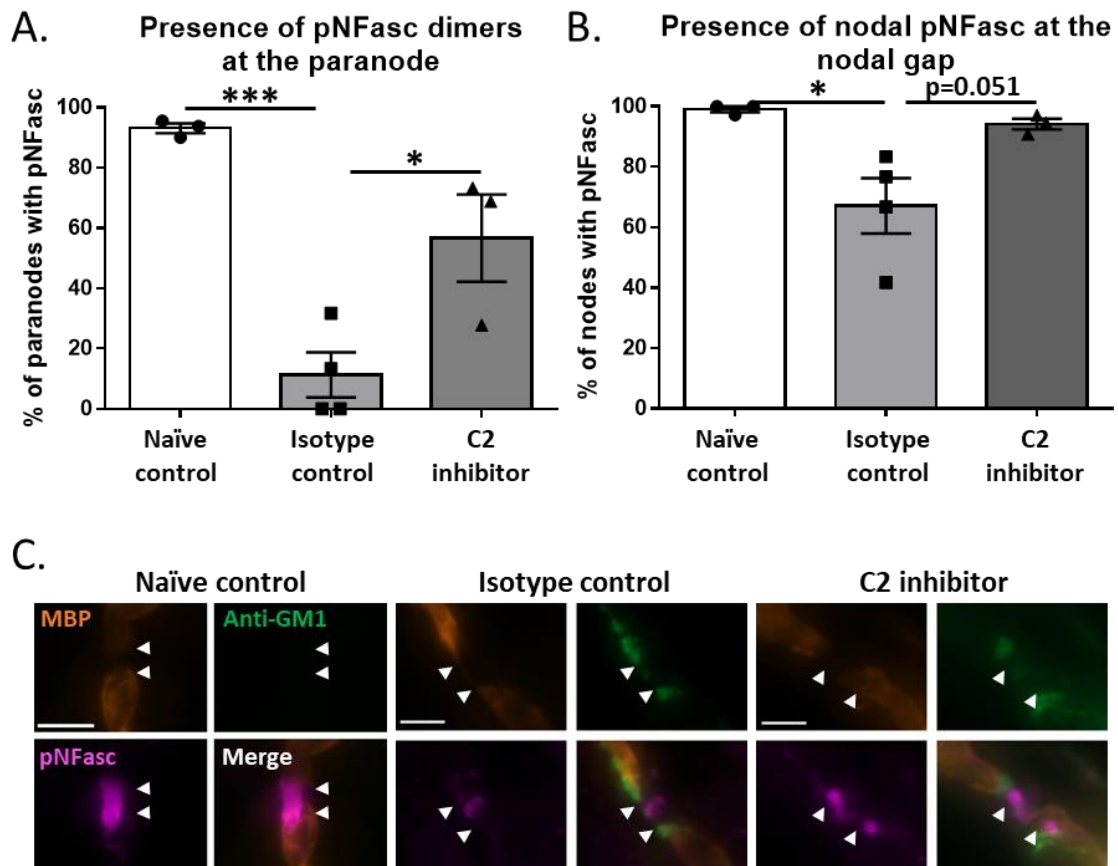 A.
Presence of pNFasc dimers
at the paranode
% of paranodes with pNFasc
100
80
60
40
20
0
***
*
Naïve
control
Isotype
control
C2
inhibitor
B.
Presence of nodal pNFasc at the
nodal gap
% of nodes with pNFasc
100
80
60
40
20
0
*
p=0.051
Naïve
control
Isotype
control
C2
inhibitor
C.
Naïve control
Isotype control
C2 inhibitor
MBP
Anti-GM1
pNFasc
Merge